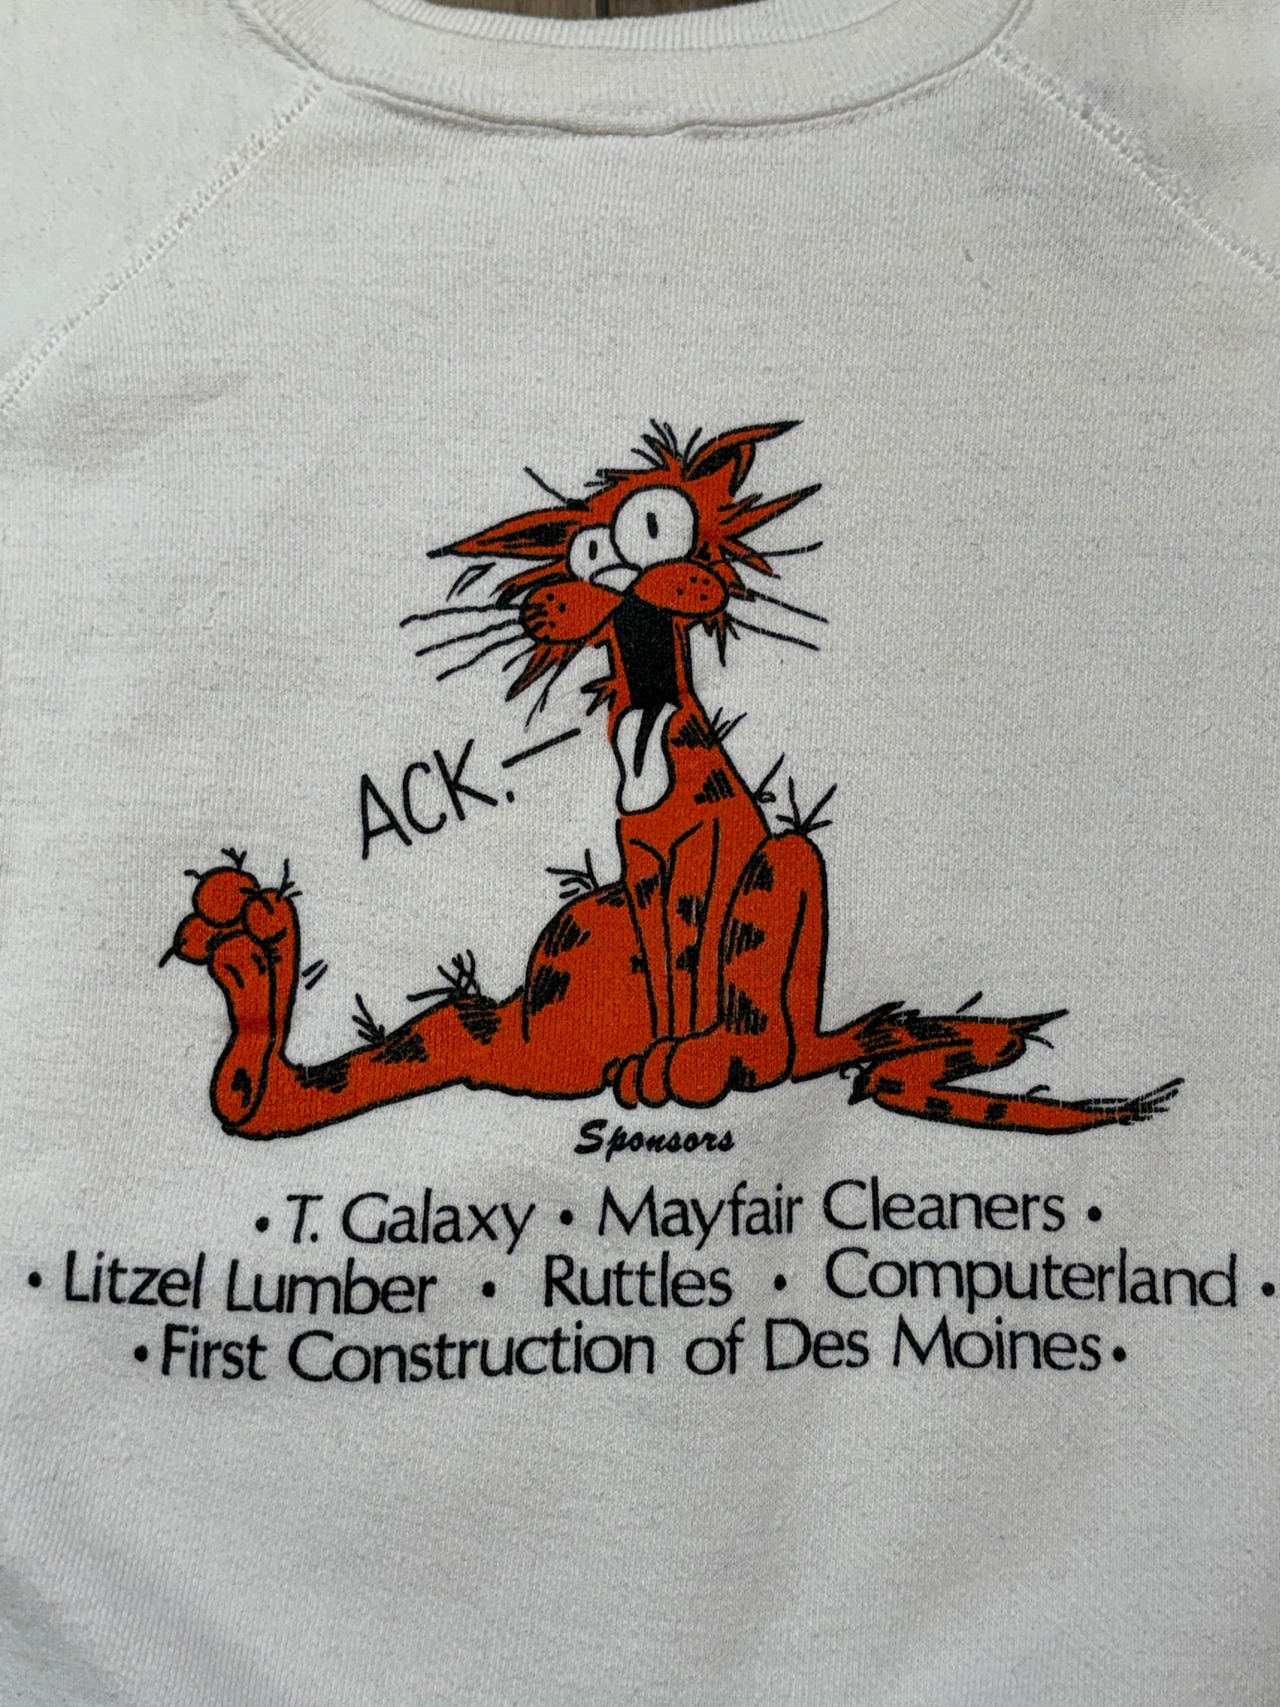 ACK.
Sponsors
• T. Galaxy • Mayfair Cleaners •
• Litzel Lumber • Ruttles • Computerland •
• First Construction of Des Moines •